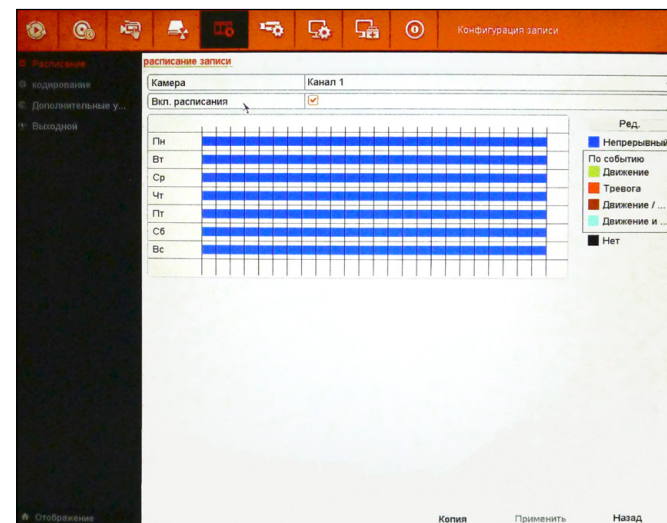 Конфигурация записи
Расписание
кодирование
Дополнительные у...
Выходной
расписание записи
Камера Канал 1
Вкл. расписания
Ред.
Пн
Вт
Ср
Чт
Пт
Сб
Вс
Непрерывный
По событию
Движение
Тревога
Движение / ...
Движение и ...
Нет
Отображение
Копия Применить Назад